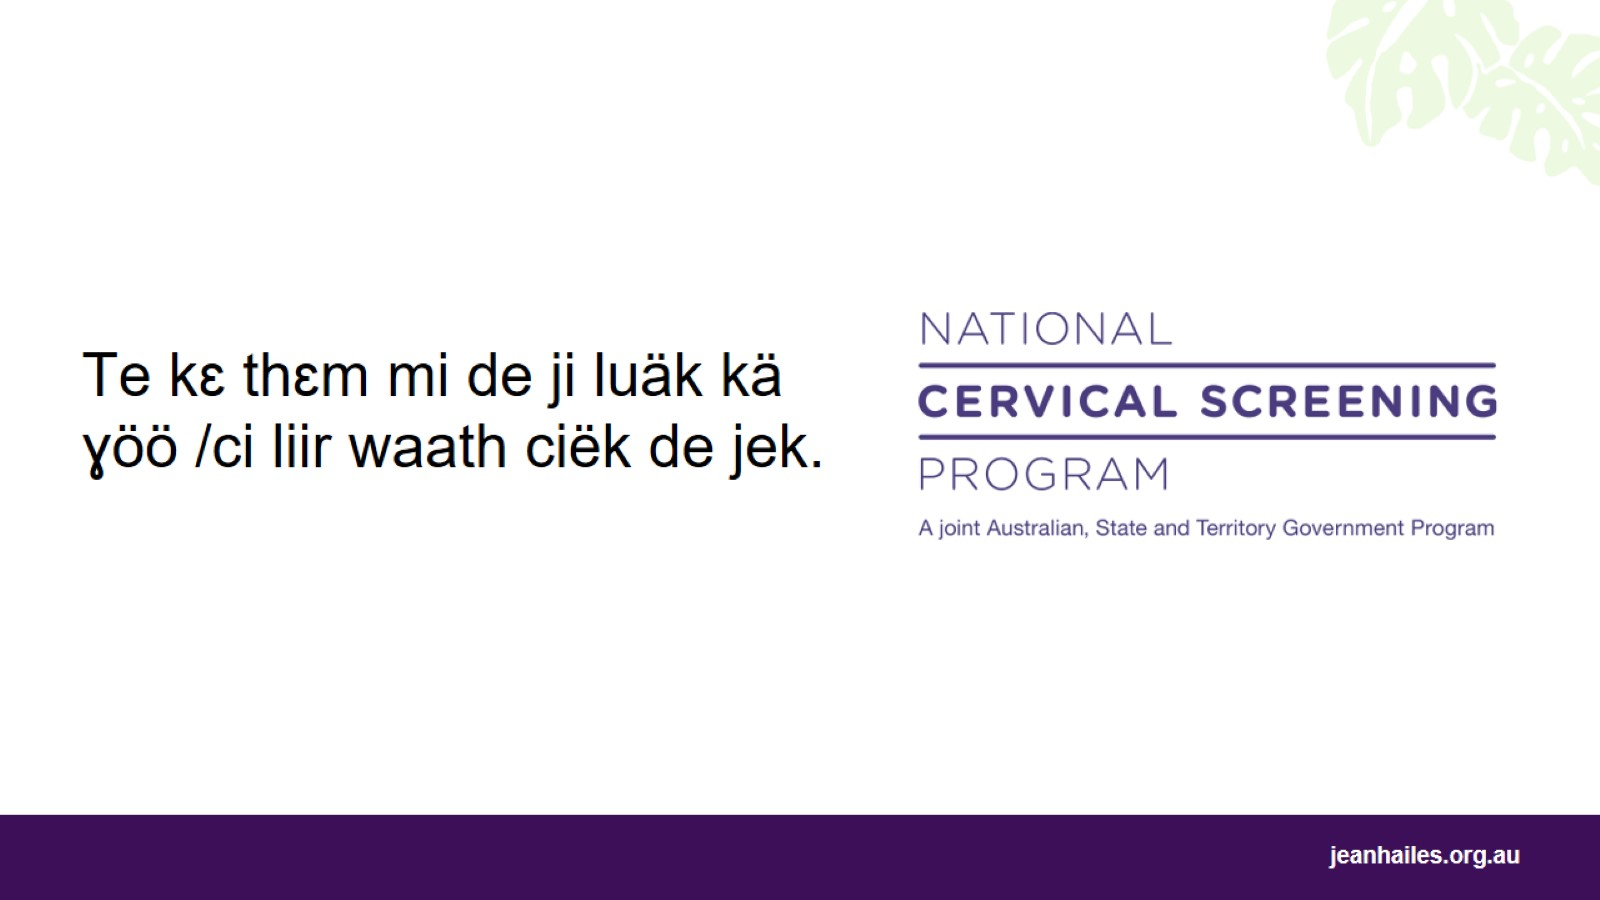 Te kɛ thɛm mi de ji luäk kä
ɣöö /ci liir waath ciëk de jek.
NATIONAL
CERVICAL SCREENING
PROGRAM
A joint Australian, State and Territory Government Program
jeanhailes.org.au